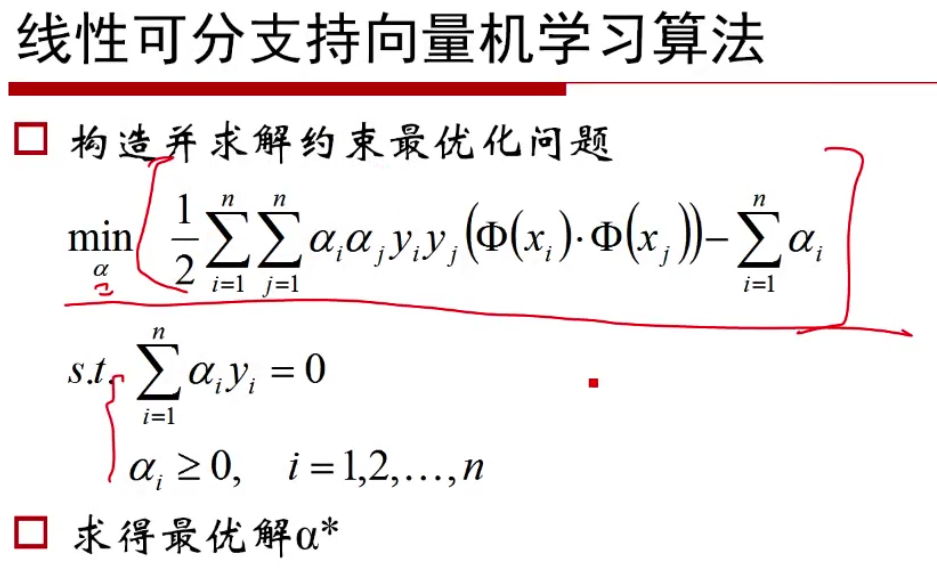 线性可分支持向量机学习算法
构造并求解约束最优化问题
min_α 1/2 ∑_{i=1}^{n} ∑_{j=1}^{n} α_i α_j y_i y_j (Φ(x_i)·Φ(x_j)) − ∑_{i=1}^{n} α_i
s.t. ∑_{i=1}^{n} α_i y_i = 0
α_i ≥ 0, i = 1,2,…,n
求得最优解α*